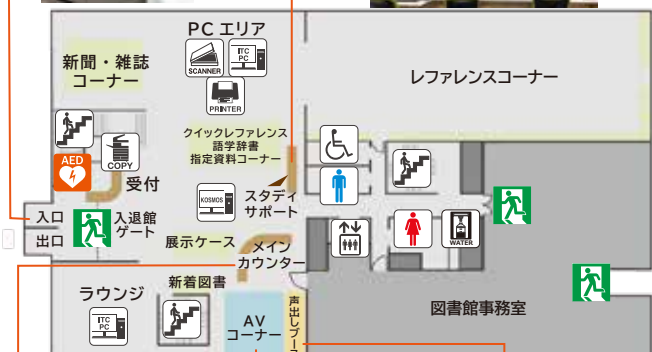 PC エリア
新聞・雑誌
コーナー
SCANNER
ITC
PC
PRINTER
レファレンスコーナー
クイックレファレンス
語学辞書
指定資料コーナー
AED
COPY
受付
KOSMOS
スタディ
サポート
WATER
入口
出口
入退館
ゲート
展示ケース
メイン
カウンター
新着図書
ラウンジ
ITC
PC
AV
コーナー
声出しブース
図書館事務室